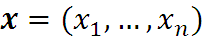 𝒙 = (𝑥₁, … , 𝑥ₙ)